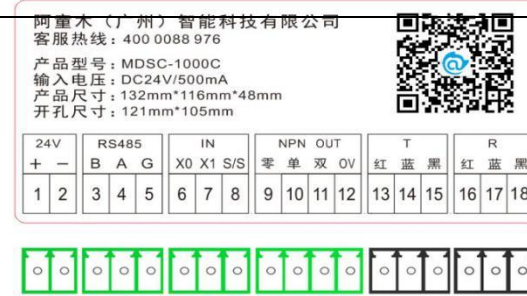 阿童木（广州）智能科技有限公司
客服热线：400 0088 976
产品型号：MDSC-1000C
输入电压：DC24V/500mA
产品尺寸：132mm*116mm*48mm
开孔尺寸：121mm*105mm
24V RS485 IN NPN OUT T R
+ - B A G X0 X1 S/S 零 单 双 0V 红 蓝 黑 红 蓝 黑
1 2 3 4 5 6 7 8 9 10 11 12 13 14 15 16 17 18